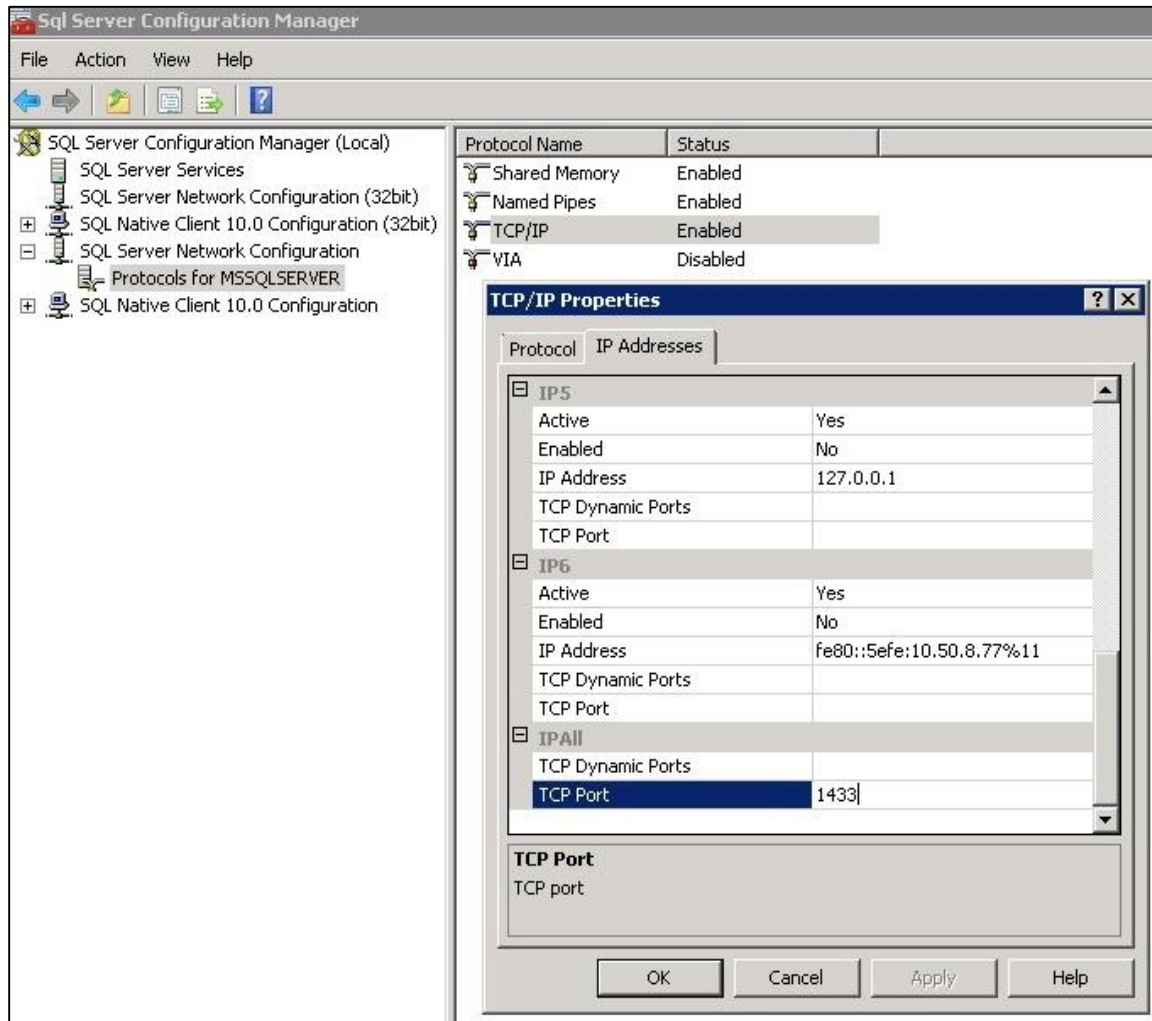 Sql Server Configuration Manager
File Action View Help
SQL Server Configuration Manager (Local)
SQL Server Services
SQL Server Network Configuration (32bit)
SQL Native Client 10.0 Configuration (32bit)
SQL Server Network Configuration
Protocols for MSSQLSERVER
SQL Native Client 10.0 Configuration
Protocol Name Status
Shared Memory Enabled
Named Pipes Enabled
TCP/IP Enabled
VIA Disabled
TCP/IP Properties
Protocol IP Addresses
IP5
Active Yes
Enabled No
IP Address 127.0.0.1
TCP Dynamic Ports
TCP Port
IP6
Active Yes
Enabled No
IP Address fe80::5efe:10.50.8.77%11
TCP Dynamic Ports
TCP Port
IPAll
TCP Dynamic Ports
TCP Port 1433
TCP Port
TCP port
OK Cancel Apply Help